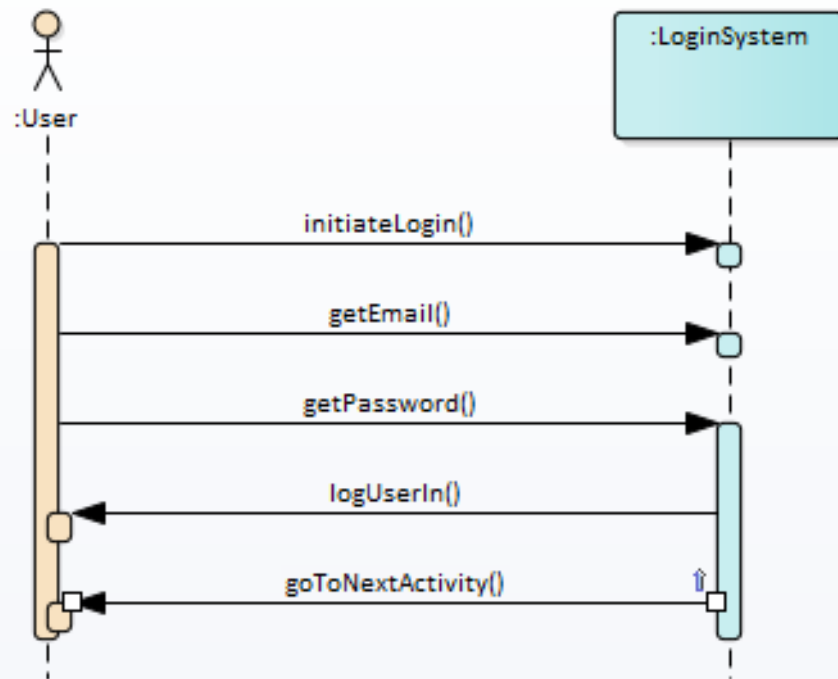 :User
:LoginSystem
initiateLogin()
getEmail()
getPassword()
logUserIn()
goToNextActivity()